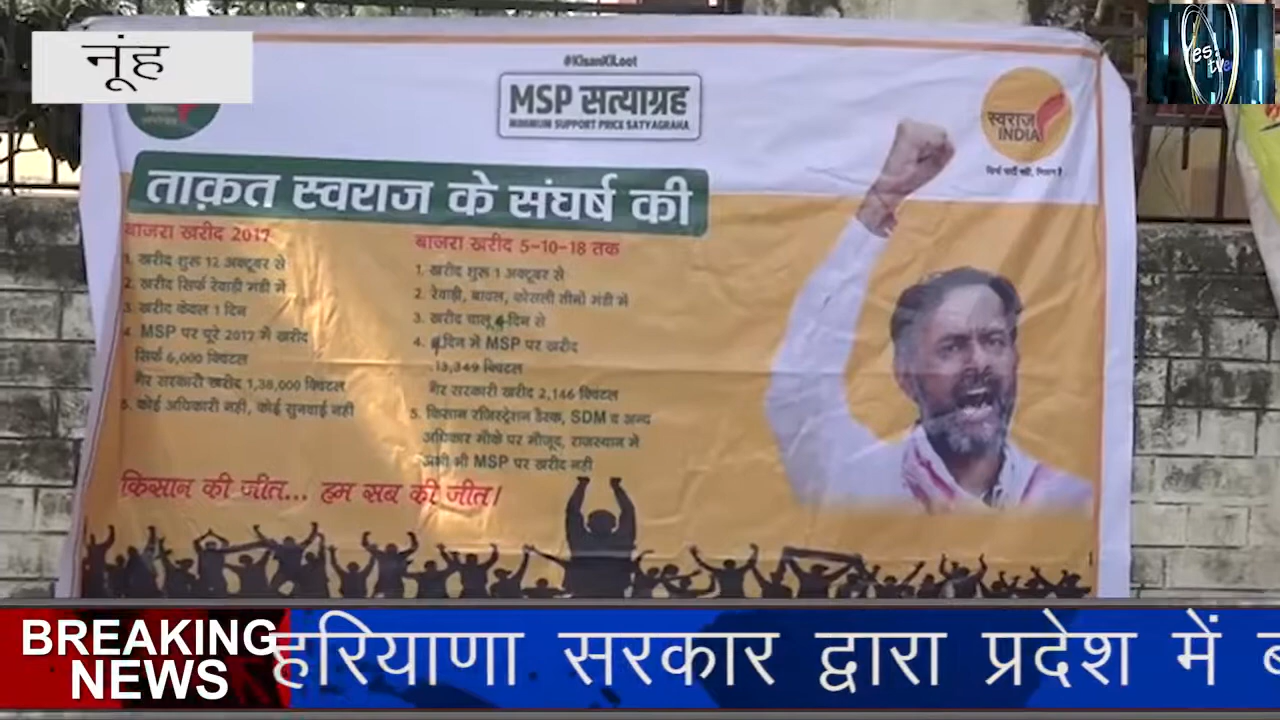 नूंह
#KisanKiLoot
MSP सत्याग्रह
MINIMUM SUPPORT PRICE SATYAGRAHA
स्वराज
INDIA
ताक़त स्वराज के संघर्ष की
बाजरा खरीद 2017
1. खरीद शुरू 12 अक्टूबर से
2. खरीद सिर्फ रेवाड़ी मंडी में
3. खरीद केवल 1 दिन
4. MSP पर पूरे 2017 में खरीद
सिर्फ 6,000 क्विंटल
गैर सरकारी खरीद 1,38,000 क्विंटल
5. कोई अधिकारी नहीं, कोई सुनवाई नहीं
बाजरा खरीद 5-10-18 तक
1. खरीद शुरू 1 अक्टूबर से
2. रेवाड़ी, बावल, कोसली तीनों मंडी में
3. खरीद चालू 4 दिन से
4. दिन में MSP पर खरीद
13,349 क्विंटल
गैर सरकारी खरीद 2,146 क्विंटल
5. किसान रजिस्ट्रेशन डैस्क, SDM व अन्य
अधिकार मौके पर मौजूद, राजस्थान में
अभी भी MSP पर खरीद नहीं
किसान की जीत... हम सब की जीत।
BREAKING
NEWS
हरियाणा सरकार द्वारा प्रदेश में